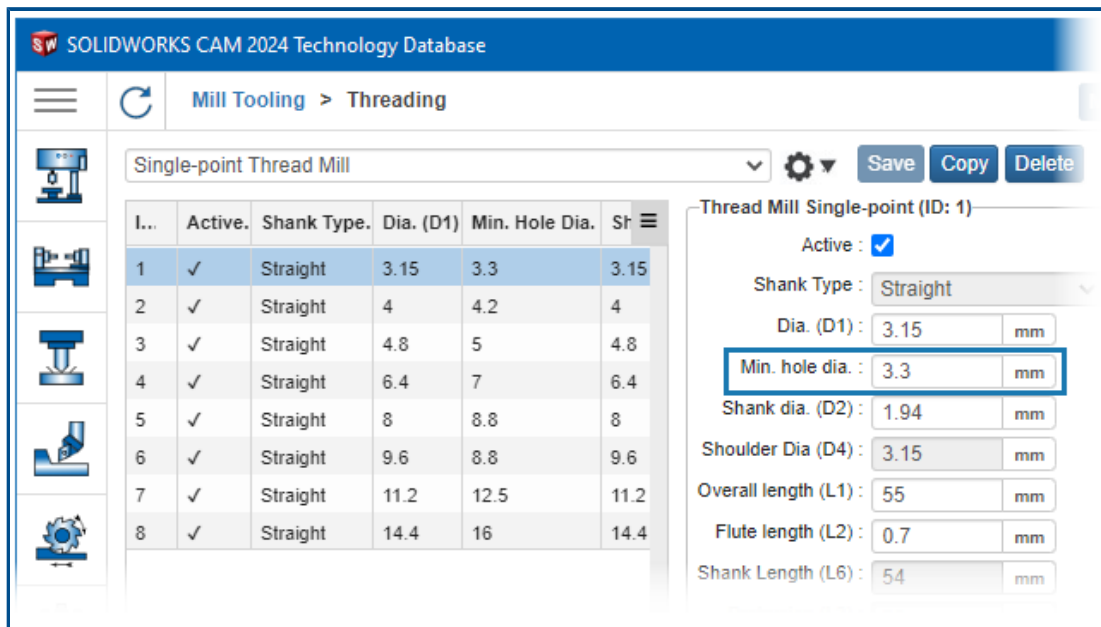 SW SOLIDWORKS CAM 2024 Technology Database
Mill Tooling > Threading
Single-point Thread Mill
Save Copy Delete
I... Active. Shank Type. Dia. (D1) Min. Hole Dia. Sh
1 ✓ Straight 3.15 3.3 3.15
2 ✓ Straight 4 4.2 4
3 ✓ Straight 4.8 5 4.8
4 ✓ Straight 6.4 7 6.4
5 ✓ Straight 8 8.8 8
6 ✓ Straight 9.6 8.8 9.6
7 ✓ Straight 11.2 12.5 11.2
8 ✓ Straight 14.4 16 14.4
Thread Mill Single-point (ID: 1)
Active :
Shank Type : Straight
Dia. (D1) : 3.15 mm
Min. hole dia. : 3.3 mm
Shank dia. (D2) : 1.94 mm
Shoulder Dia (D4) : 3.15 mm
Overall length (L1) : 55 mm
Flute length (L2) : 0.7 mm
Shank Length (L6) : 54 mm